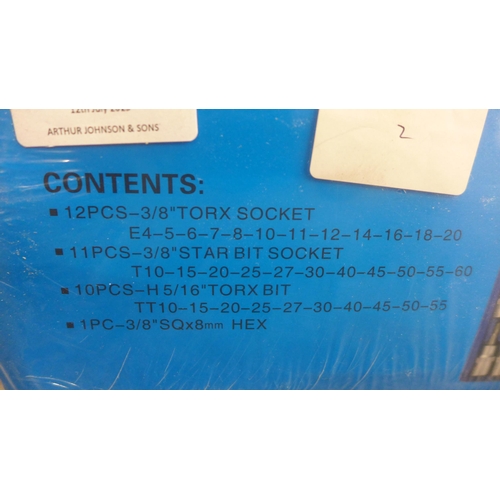 ARTHUR JOHNSON & SONS
2
CONTENTS:
▪ 12PCS-3/8"TORX SOCKET
E4-5-6-7-8-10-11-12-14-16-18-20
▪ 11PCS-3/8"STAR BIT SOCKET
T10-15-20-25-27-30-40-45-50-55-60
▪ 10PCS-H5/16"TORX BIT
TT10-15-20-25-27-30-40-45-50-55
▪ 1PC-3/8"SQx8mm HEX